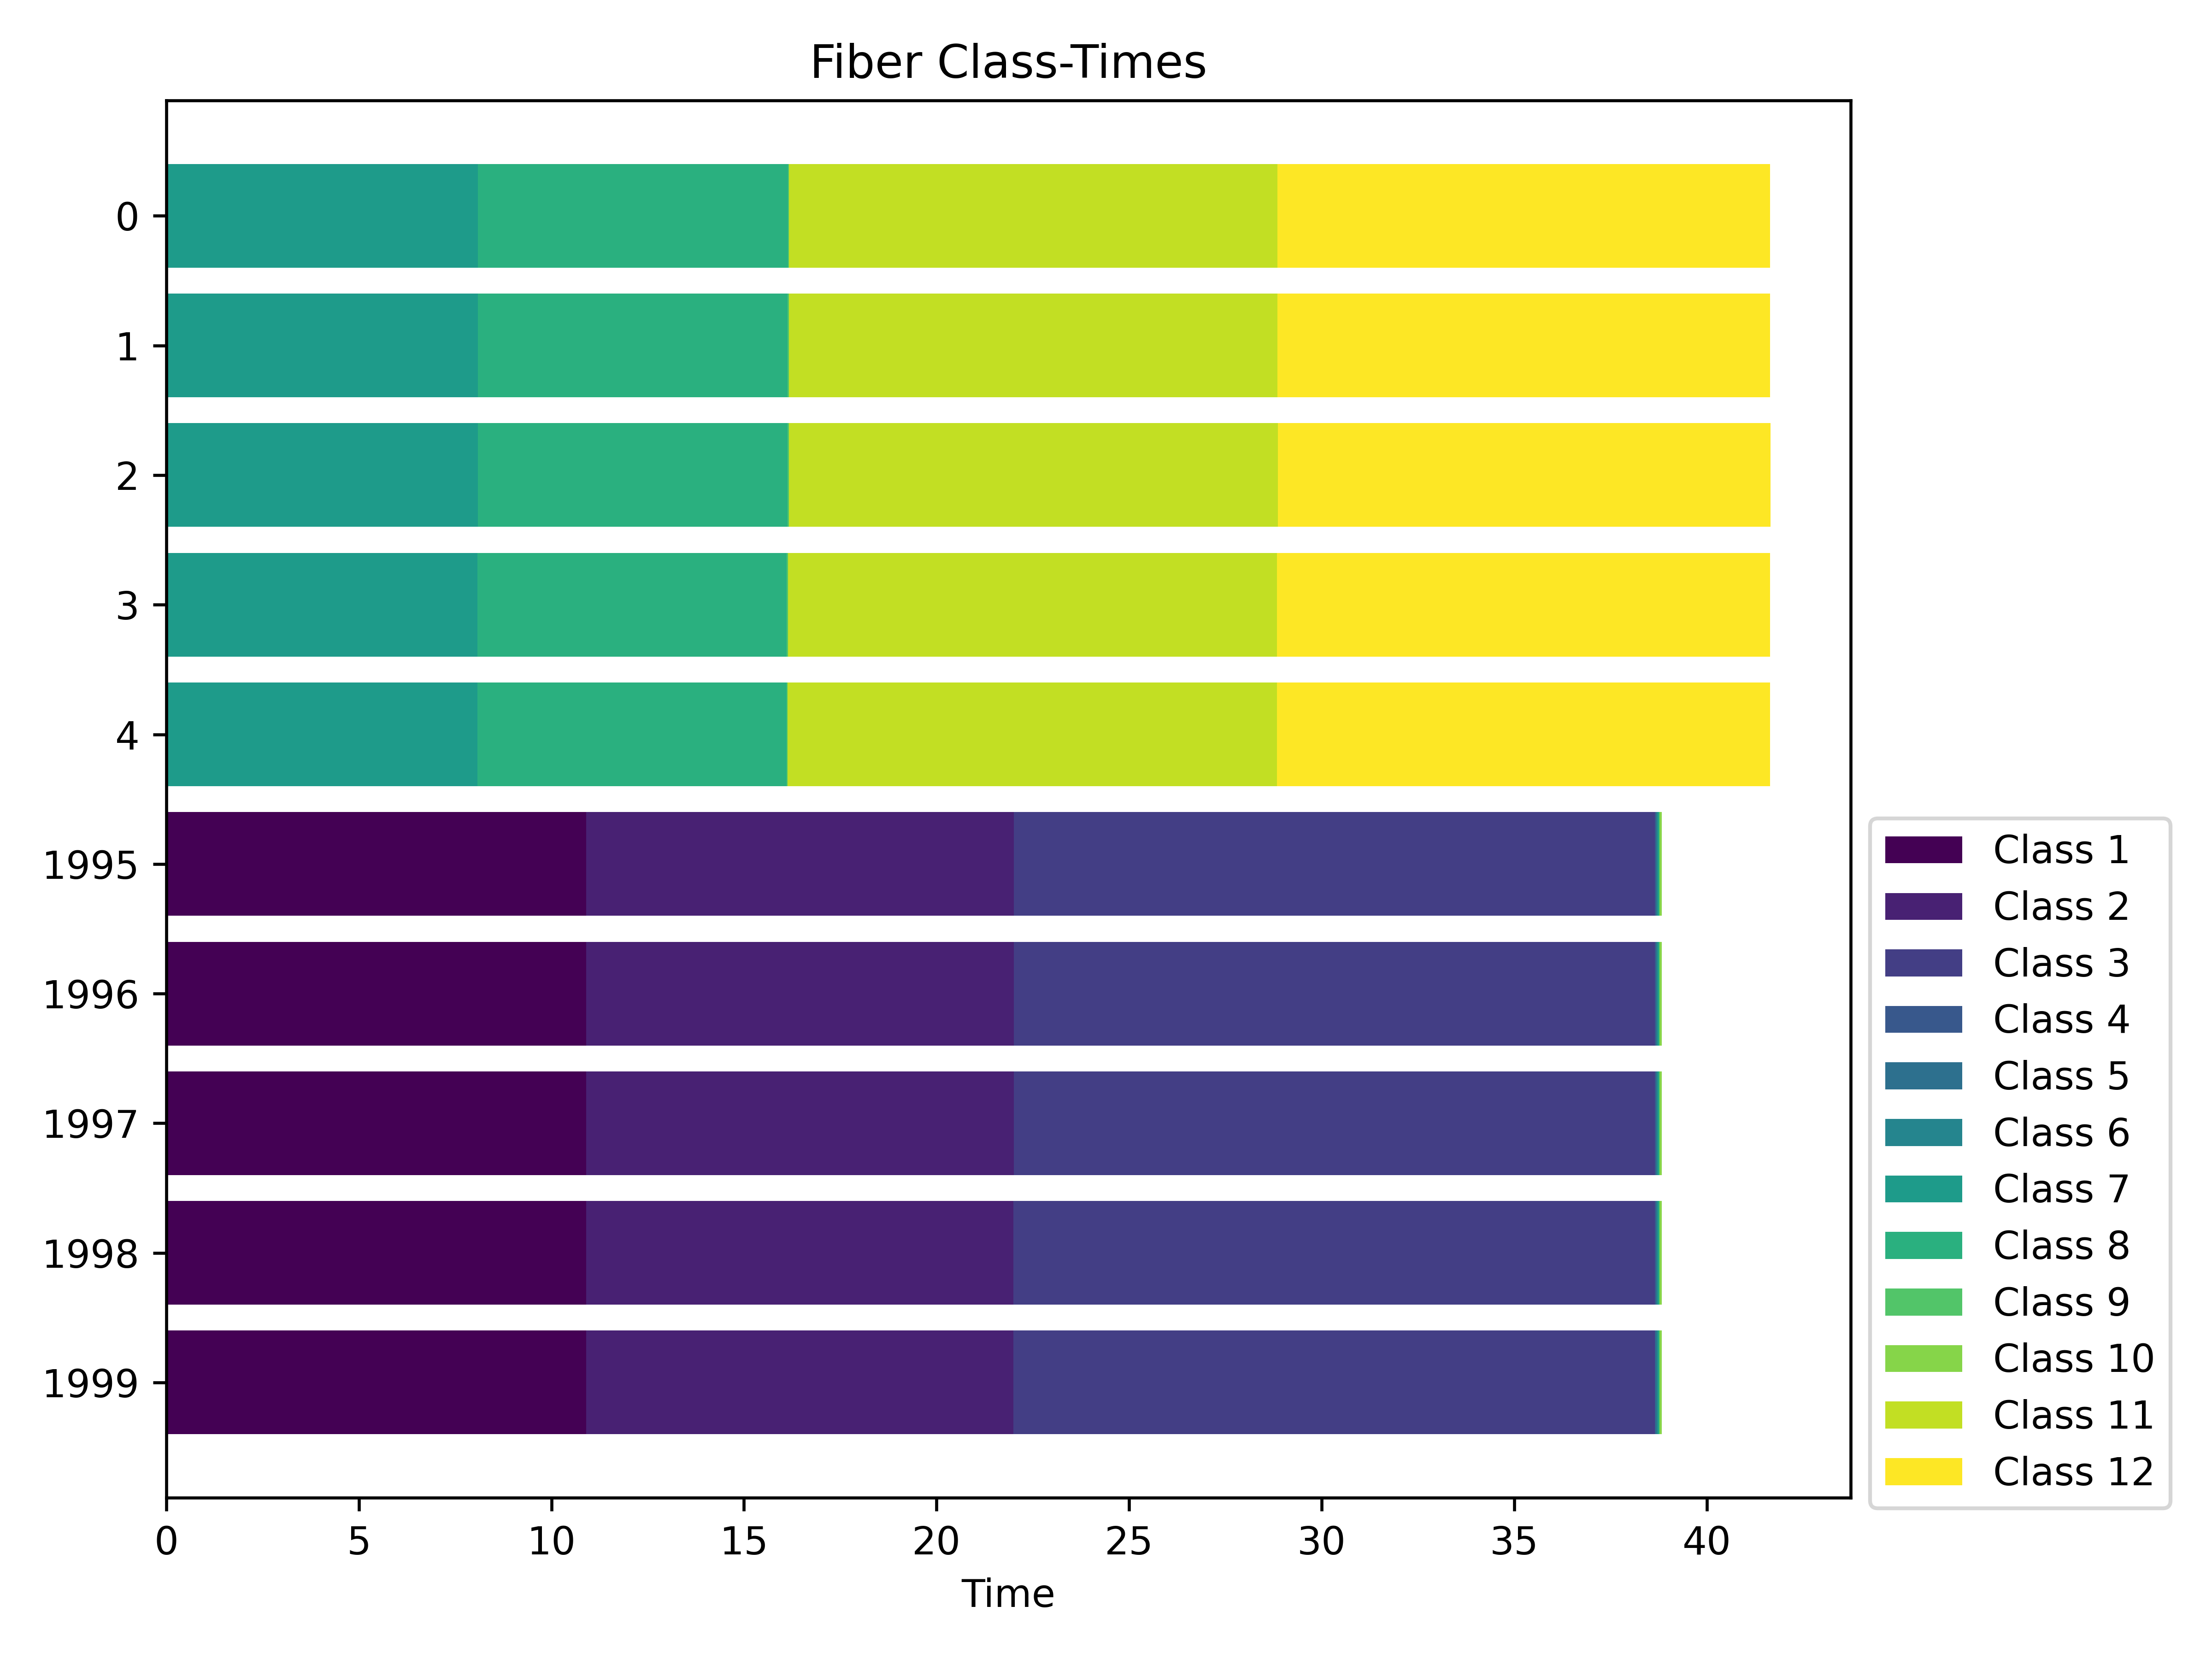 Fiber Class-Times
0
1
2
3
4
1995
1996
1997
1998
1999
0 5 10 15 20 25 30 35 40
Time
Class 1
Class 2
Class 3
Class 4
Class 5
Class 6
Class 7
Class 8
Class 9
Class 10
Class 11
Class 12